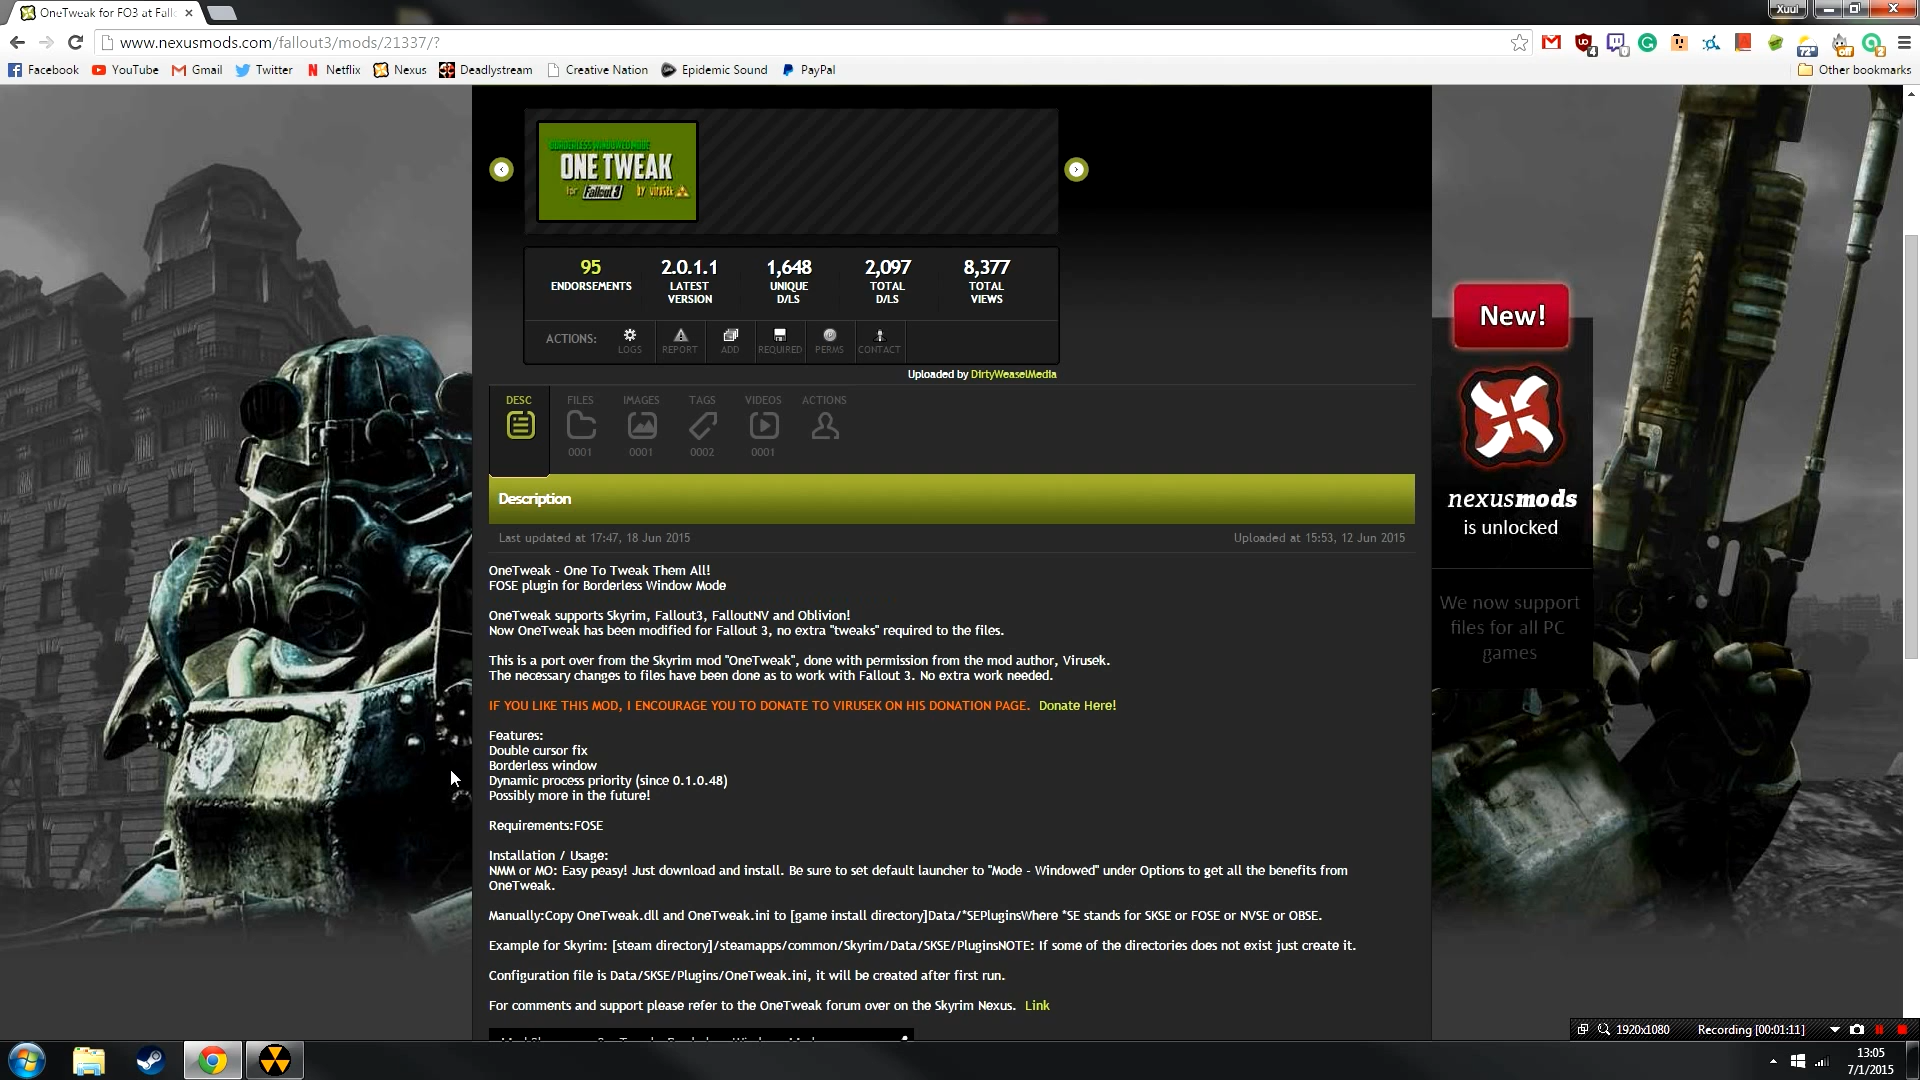 OneTweak for FO3 at Fall
Xuul
www.nexusmods.com/fallout3/mods/21337/?
4
0
72°
off
2
Facebook
YouTube
Gmail
Twitter
Netflix
Nexus
Deadlystream
Creative Nation
Epidemic Sound
PayPal
Other bookmarks
BORDERLESS WINDOWED MODE
ONE TWEAK
for Fallout 3 by virusek
95
ENDORSEMENTS
2.0.1.1
LATEST
VERSION
1,648
UNIQUE
D/LS
2,097
TOTAL
D/LS
8,377
TOTAL
VIEWS
ACTIONS:
LOGS
REPORT
ADD
REQUIRED
PERMS
CONTACT
Uploaded by DirtyWeaselMedia
DESC
FILES
0001
IMAGES
0001
TAGS
0002
VIDEOS
0001
ACTIONS
Description
Last updated at 17:47, 18 Jun 2015
Uploaded at 15:53, 12 Jun 2015
OneTweak - One To Tweak Them All!
FOSE plugin for Borderless Window Mode
OneTweak supports Skyrim, Fallout3, FalloutNV and Oblivion!
Now OneTweak has been modified for Fallout 3, no extra "tweaks" required to the files.
This is a port over from the Skyrim mod "OneTweak", done with permission from the mod author, Virusek.
The necessary changes to files have been done as to work with Fallout 3. No extra work needed.
IF YOU LIKE THIS MOD, I ENCOURAGE YOU TO DONATE TO VIRUSEK ON HIS DONATION PAGE. Donate Here!
Features:
Double cursor fix
Borderless window
Dynamic process priority (since 0.1.0.48)
Possibly more in the future!
Requirements:FOSE
Installation / Usage:
NMM or MO: Easy peasy! Just download and install. Be sure to set default launcher to "Mode - Windowed" under Options to get all the benefits from
OneTweak.
Manually:Copy OneTweak.dll and OneTweak.ini to [game install directory]Data/*SEPluginsWhere *SE stands for SKSE or FOSE or NVSE or OBSE.
Example for Skyrim: [steam directory]/steamapps/common/Skyrim/Data/SKSE/PluginsNOTE: If some of the directories does not exist just create it.
Configuration file is Data/SKSE/Plugins/OneTweak.ini, it will be created after first run.
For comments and support please refer to the OneTweak forum over on the Skyrim Nexus. Link
New!
nexusmods
is unlocked
We now support
files for all PC
games
1920x1080
Recording [00:01:11]
13:05
7/1/2015